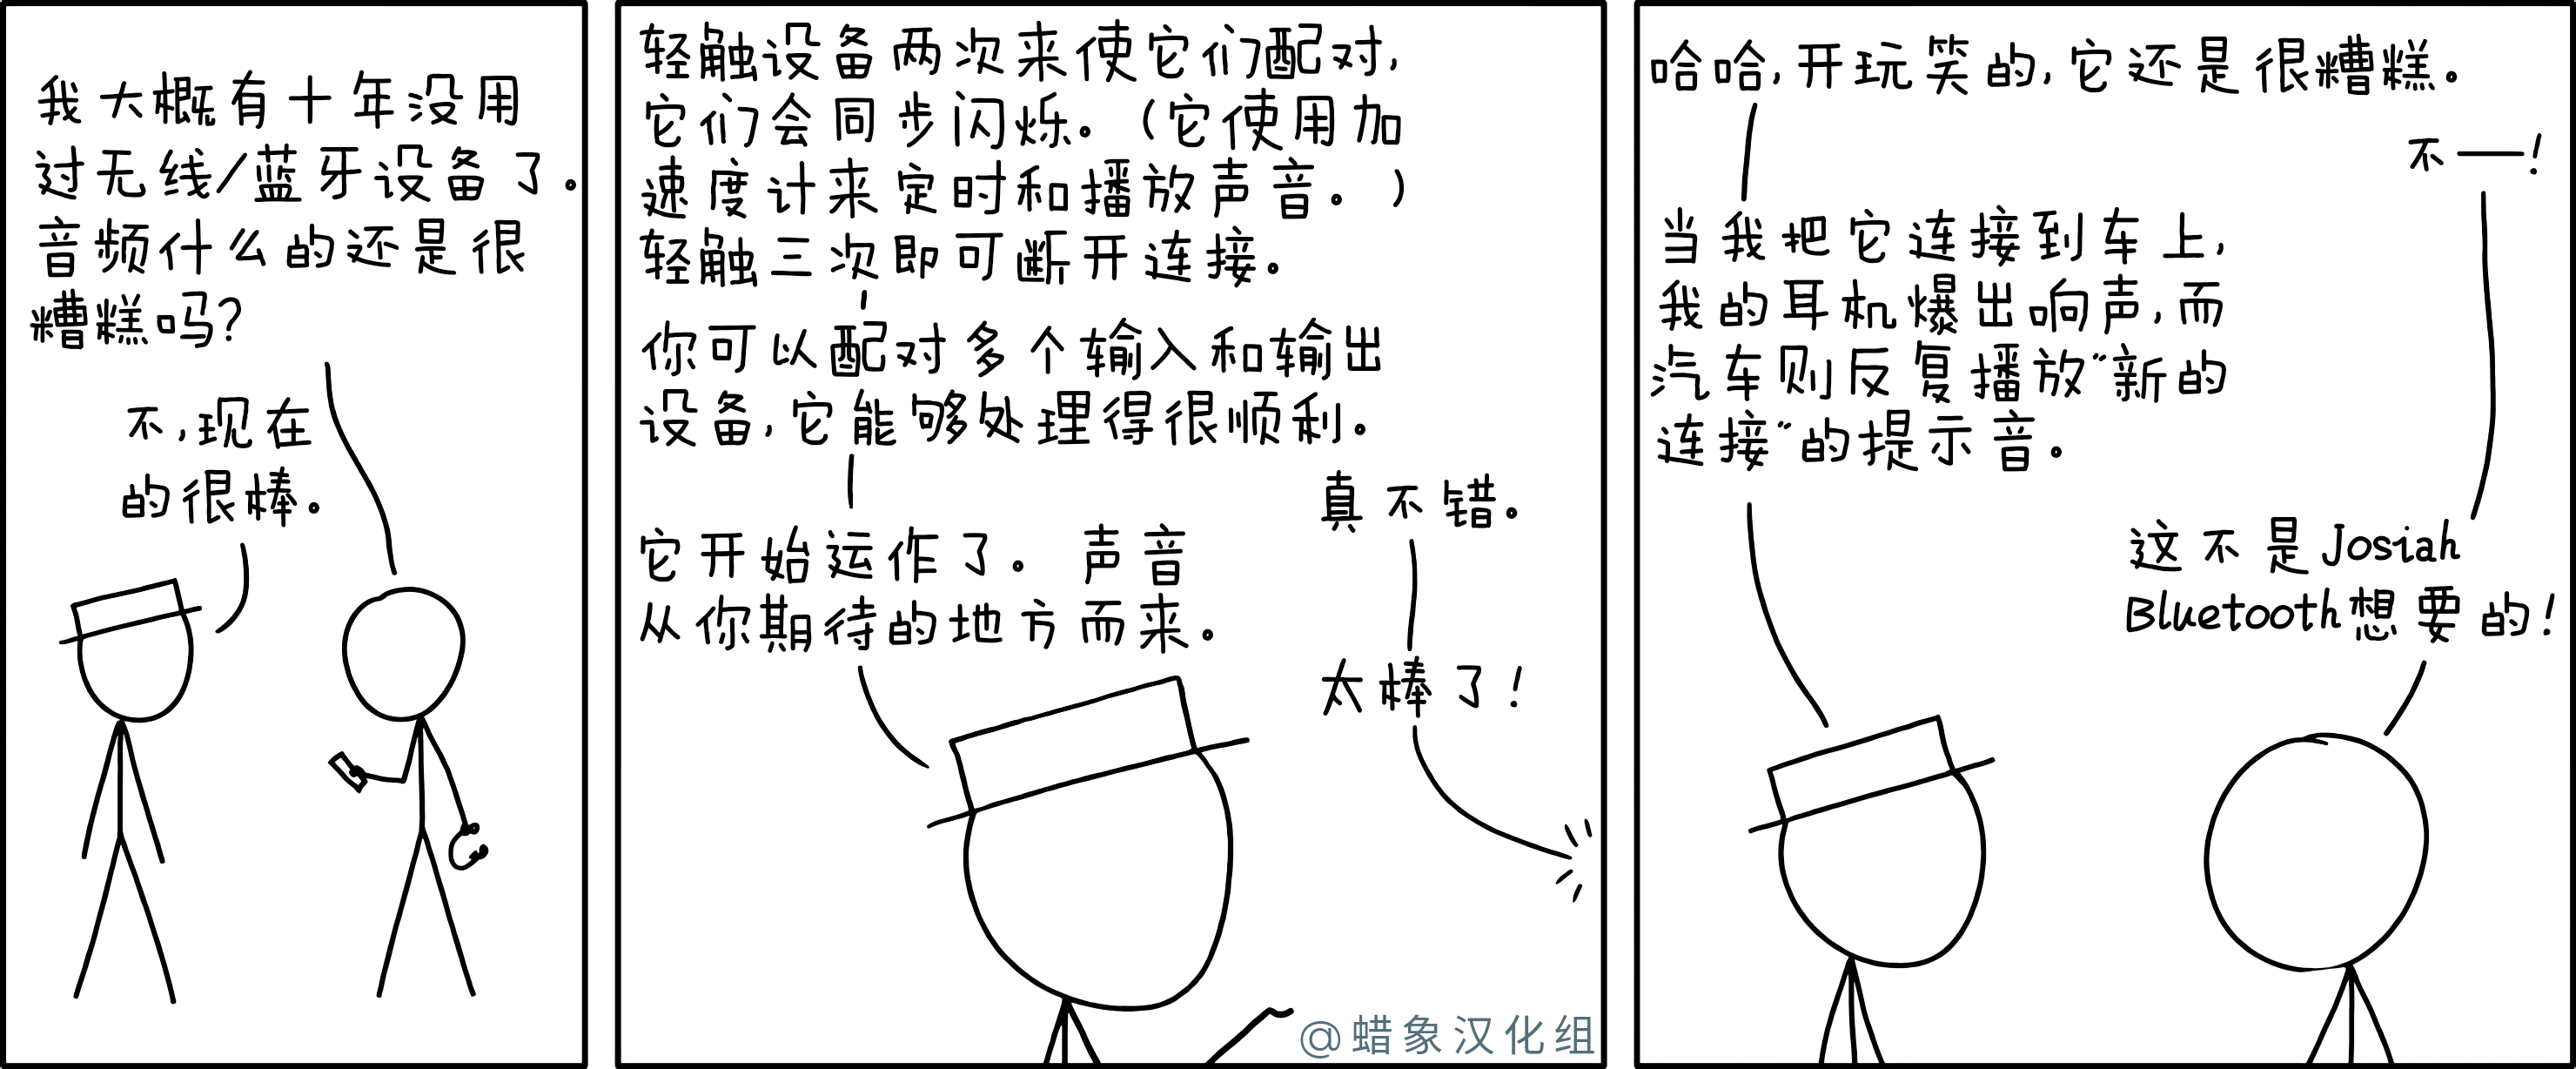 我大概有十年没用
过无线/蓝牙设备了。
音频什么的还是很
糟糕吗?
不,现在
的很棒。
轻触设备两次来使它们配对,
它们会同步闪烁。(它使用加
速度计来定时和播放声音。)
轻触三次即可断开连接。
你可以配对多个输入和输出
设备,它能够处理得很顺利。
它开始运作了。声音
从你期待的地方而来。
真不错。
太棒了!
@蜡象汉化组
哈哈,开玩笑的,它还是很糟糕。
不——!
当我把它连接到车上,
我的耳机爆出响声,而
汽车则反复播放“新的
连接”的提示音。
这不是Josiah
Bluetooth想要的!